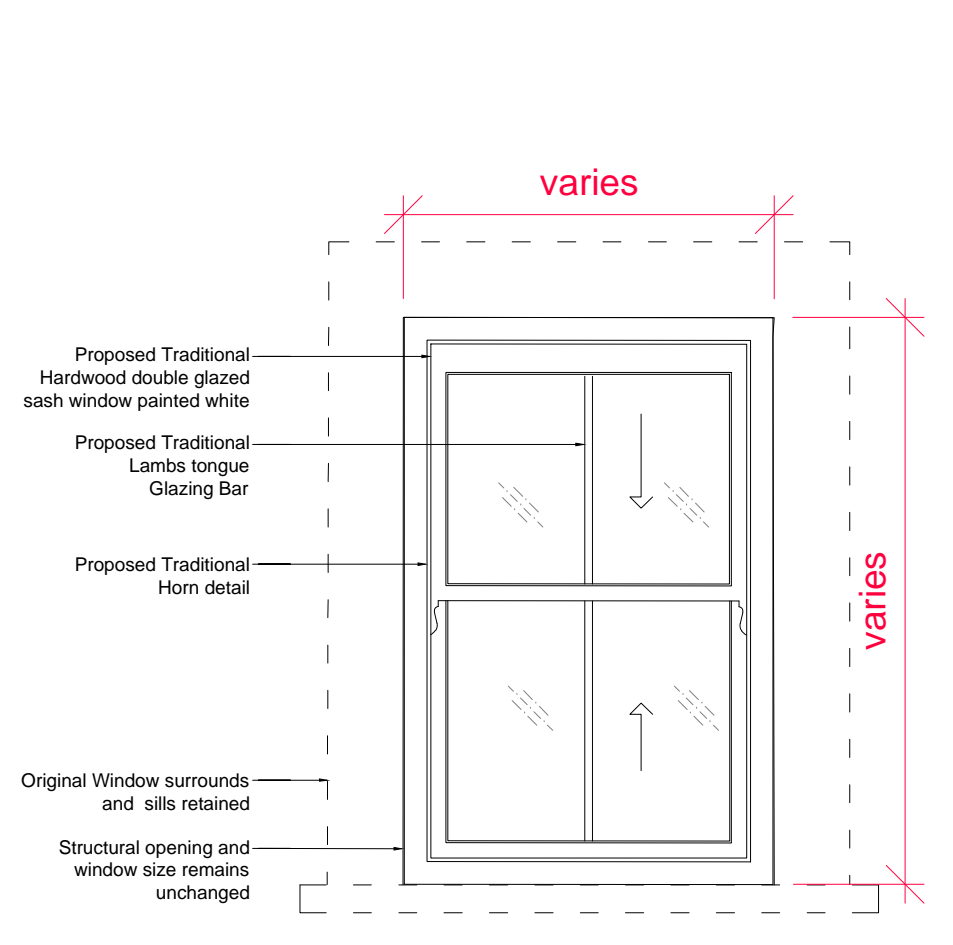 varies
Proposed Traditional
Hardwood double glazed
sash window painted white
Proposed Traditional
Lambs tongue
Glazing Bar
Proposed Traditional
Horn detail
varies
Original Window surrounds
and sills retained
Structural opening and
window size remains
unchanged